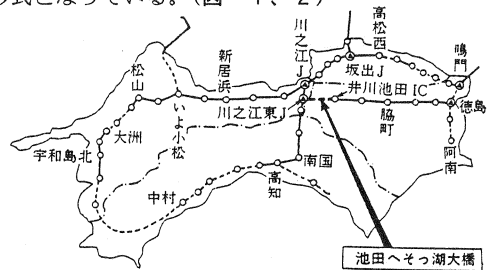 の式となっている。(図－1、2)
高松西
鳴門
川之江J
坂出J
新居浜
松山
井川池田IC
川之江東J
いよ小松
脇町
徳島
大洲
宇和島北
阿南
南国
高知
中村
池田へそっ湖大橋